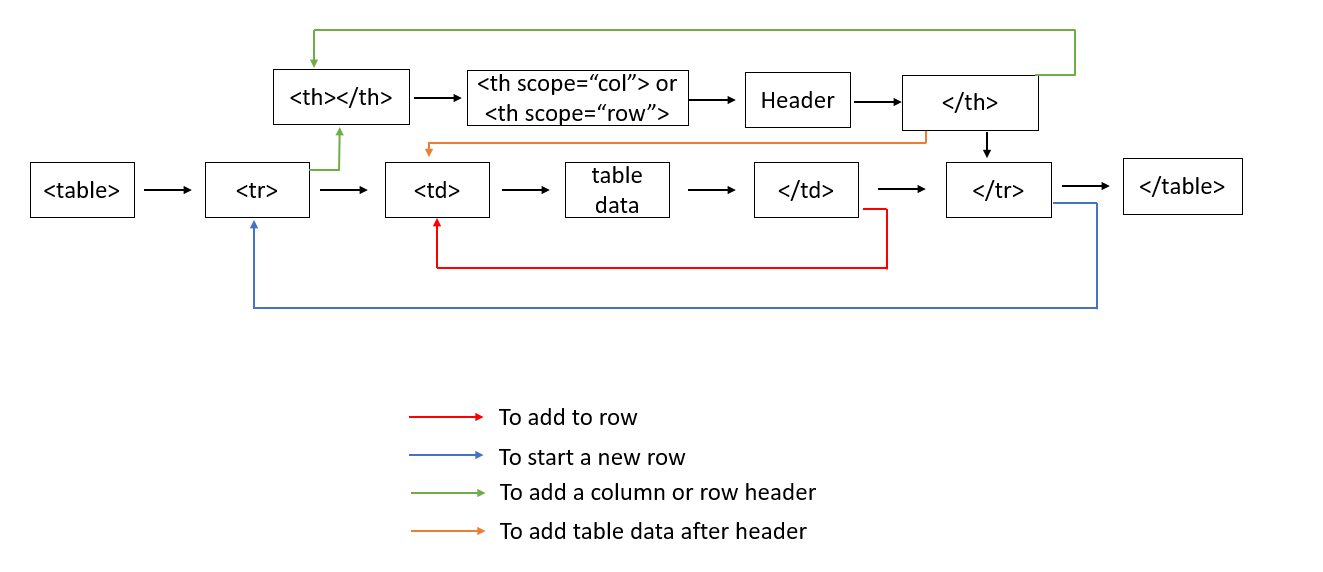 <th></th>
<th scope=“col”> or
<th scope=“row”>
Header
</th>
<table>
<tr>
<td>
table
data
</td>
</tr>
</table>
To add to row
To start a new row
To add a column or row header
To add table data after header